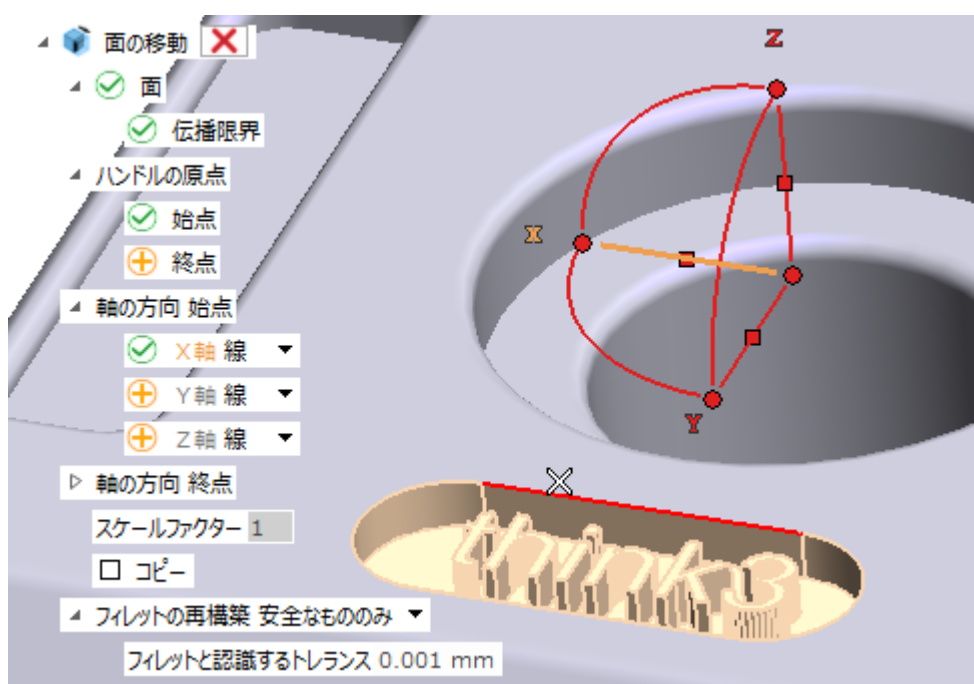 面の移動
Z
面
伝播限界
ハンドルの原点
始点
X
終点
軸の方向 始点
X軸 線
Y軸 線
Y
Z軸 線
軸の方向 終点
スケールファクター 1
think3
コピー
フィレットの再構築 安全なもののみ
フィレットと認識するトレランス 0.001 mm